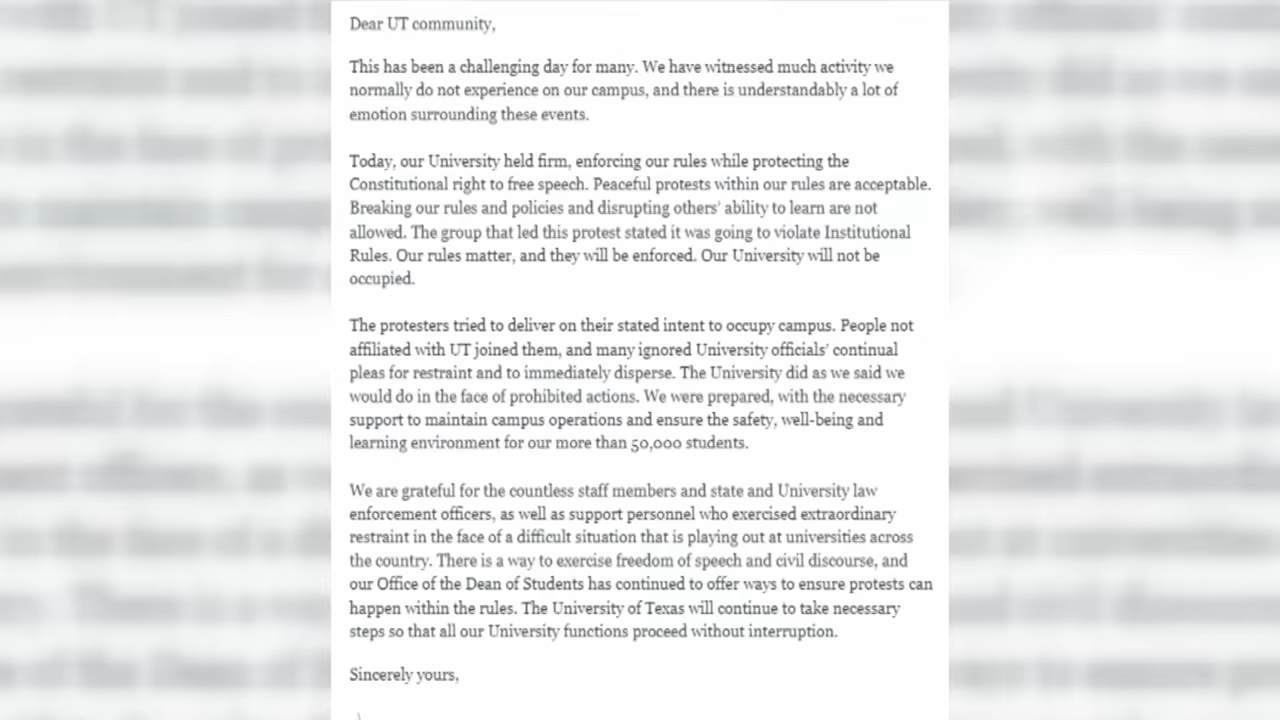 Dear UT community,
This has been a challenging day for many. We have witnessed much activity we
normally do not experience on our campus, and there is understandably a lot of
emotion surrounding these events.
Today, our University held firm, enforcing our rules while protecting the
Constitutional right to free speech. Peaceful protests within our rules are acceptable.
Breaking our rules and policies and disrupting others' ability to learn are not
allowed. The group that led this protest stated it was going to violate Institutional
Rules. Our rules matter, and they will be enforced. Our University will not be
occupied.
The protesters tried to deliver on their stated intent to occupy campus. People not
affiliated with UT joined them, and many ignored University officials' continual
pleas for restraint and to immediately disperse. The University did as we said we
would do in the face of prohibited actions. We were prepared, with the necessary
support to maintain campus operations and ensure the safety, well-being and
learning environment for our more than 50,000 students.
We are grateful for the countless staff members and state and University law
enforcement officers, as well as support personnel who exercised extraordinary
restraint in the face of a difficult situation that is playing out at universities across
the country. There is a way to exercise freedom of speech and civil discourse, and
our Office of the Dean of Students has continued to offer ways to ensure protests can
happen within the rules. The University of Texas will continue to take necessary
steps so that all our University functions proceed without interruption.
Sincerely yours,